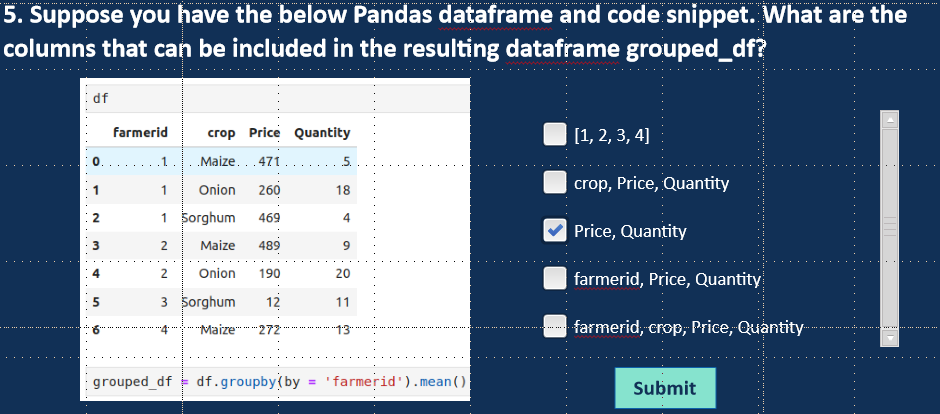 5. Suppose you have the below Pandas dataframe and code snippet. What are the
columns that can be included in the resulting dataframe grouped_df?
df
farmerid crop Price Quantity
0 1 Maize 471 5
1 1 Onion 260 18
2 1 Sorghum 469 4
3 2 Maize 489 9
4 2 Onion 190 20
5 3 Sorghum 12 11
6 4 Maize 272 13
grouped_df = df.groupby(by = 'farmerid').mean()
[1, 2, 3, 4]
crop, Price, Quantity
Price, Quantity
farmerid, Price, Quantity
farmerid, crop, Price, Quantity
Submit